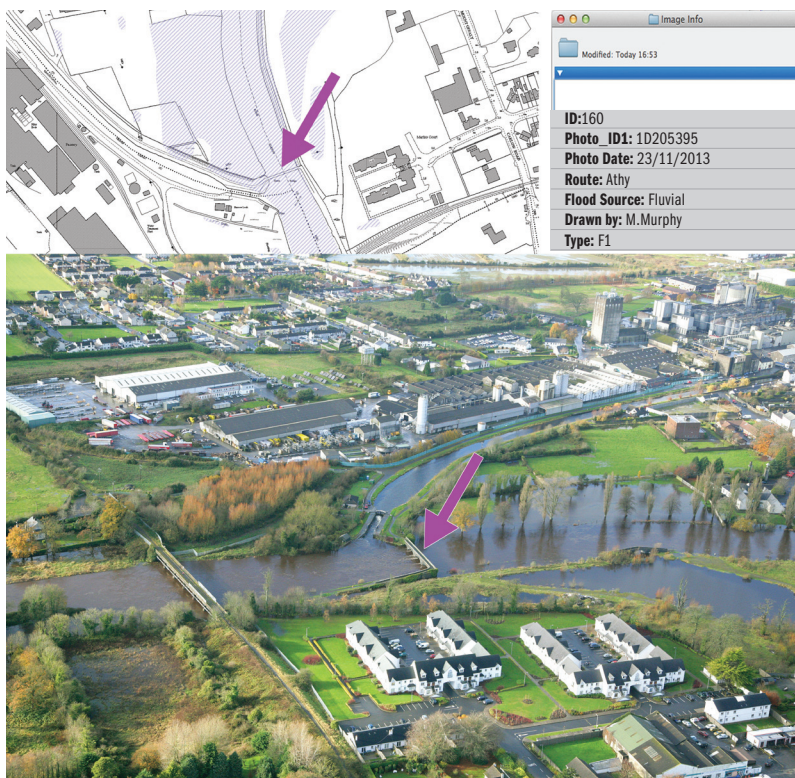 Image Info
Modified: Today 16:53
ID:160
Photo_ID1: 1D205395
Photo Date: 23/11/2013
Route: Athy
Flood Source: Fluvial
Drawn by: M.Murphy
Type: F1